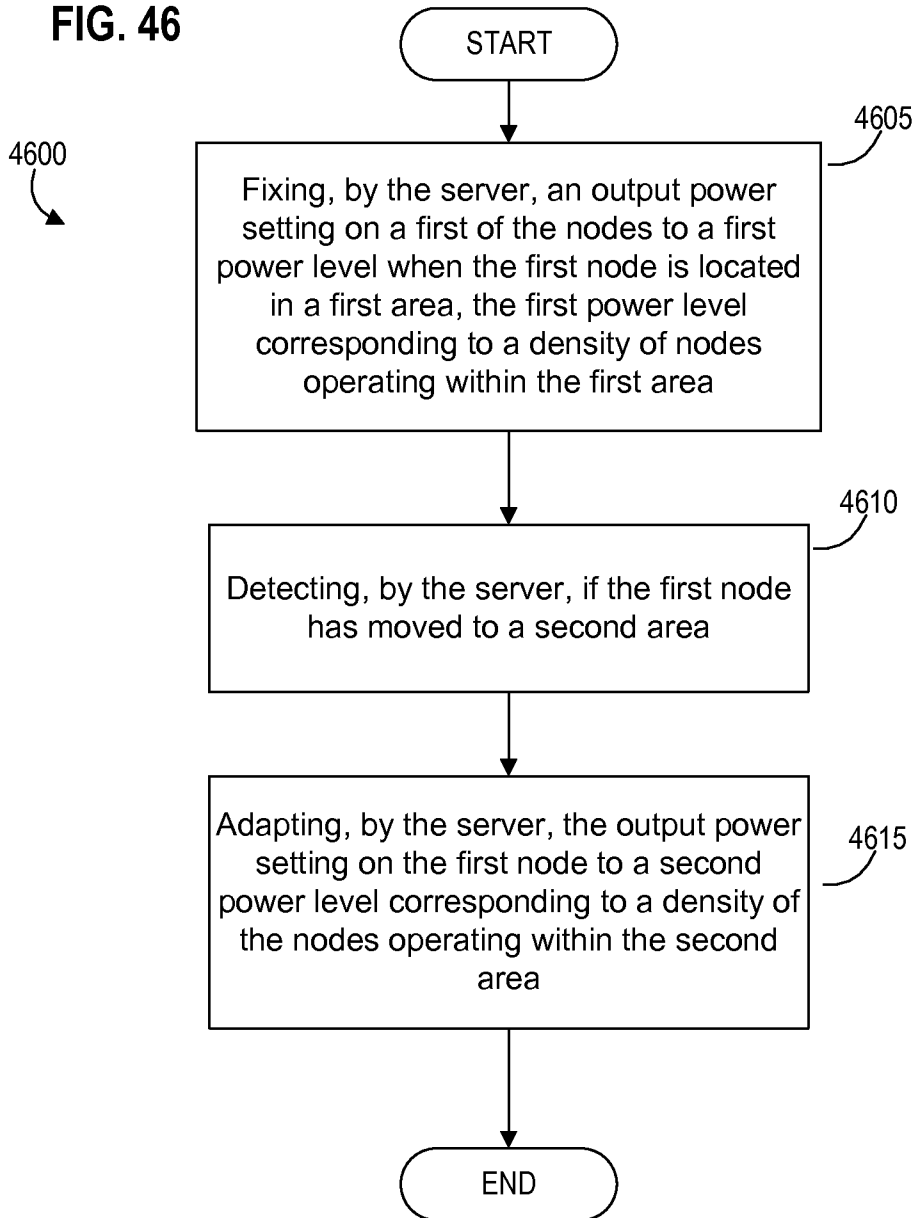 FIG. 46
START
4600
4605
Fixing, by the server, an output power
setting on a first of the nodes to a first
power level when the first node is located
in a first area, the first power level
corresponding to a density of nodes
operating within the first area
4610
Detecting, by the server, if the first node
has moved to a second area
Adapting, by the server, the output power
setting on the first node to a second
power level corresponding to a density of
the nodes operating within the second
area
4615
END